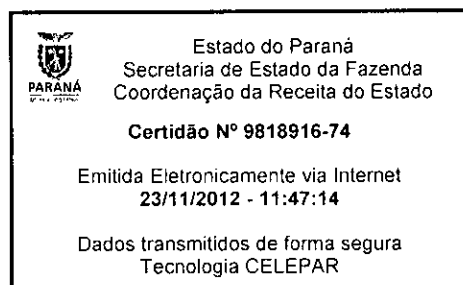 Estado do Paraná
Secretaria de Estado da Fazenda
PARANÁ
Coordenação da Receita do Estado
Certidão Nº 9818916-74
Emitida Eletronicamente via Internet
23/11/2012 - 11:47:14
Dados transmitidos de forma segura
Tecnologia CELEPAR